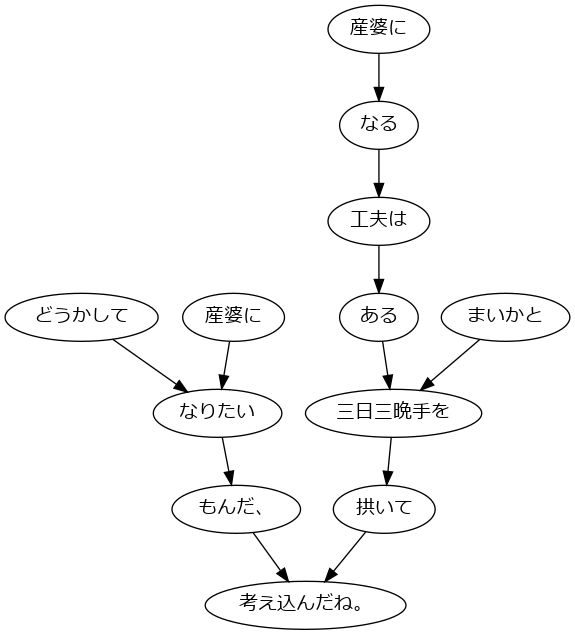 産婆に
なる
工夫は
どうかして
産婆に
ある
まいかと
なりたい
三日三晩手を
もんだ、
拱いて
考え込んだね。